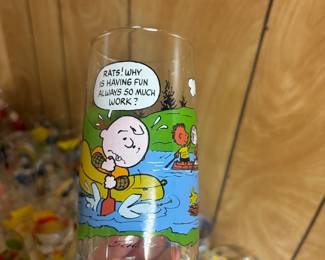 RATS! WHY
IS HAVING FUN
ALWAYS SO MUCH
WORK?